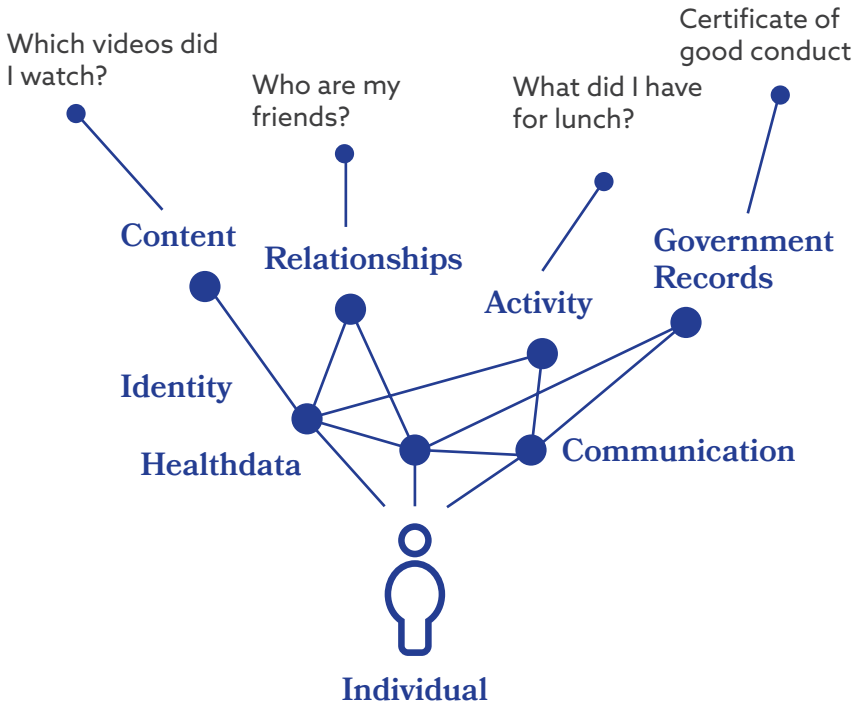 Which videos did
I watch?
Who are my
friends?
What did I have
for lunch?
Certificate of
good conduct
Content
Relationships
Activity
Government
Records
Identity
Healthdata
Communication
Individual